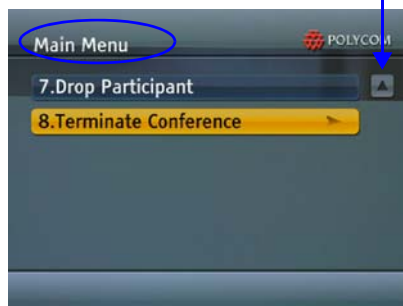 Main Menu
POLYCOM
7.Drop Participant
8.Terminate Conference